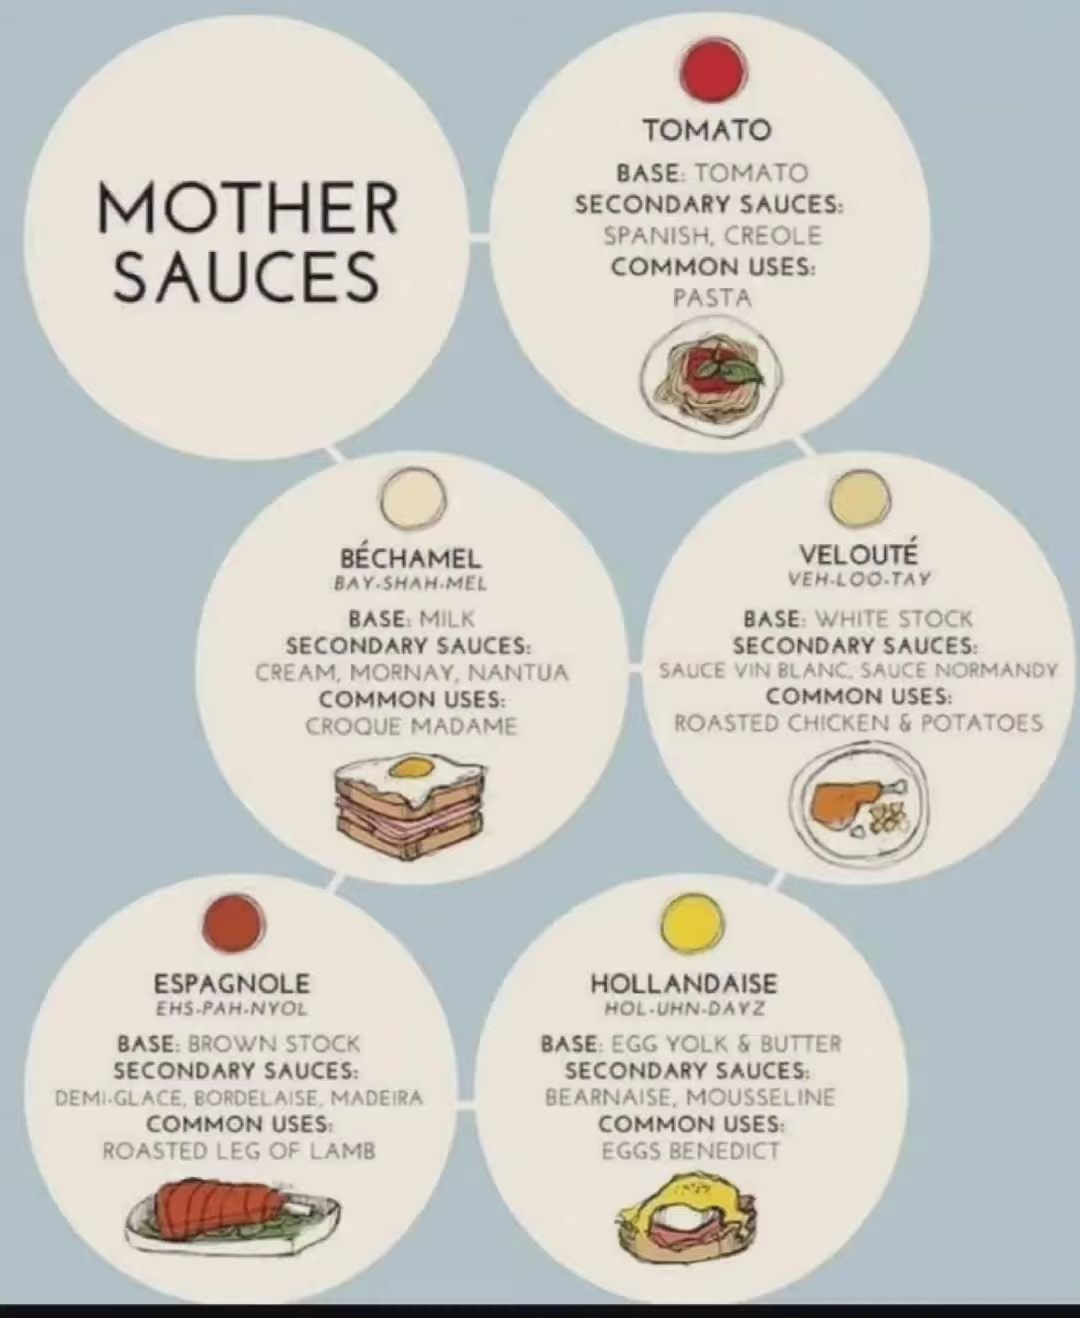 MOTHER
SAUCES
TOMATO
BASE: TOMATO
SECONDARY SAUCES:
SPANISH, CREOLE
COMMON USES:
PASTA
BÉCHAMEL
BAY-SHAH-MEL
BASE: MILK
SECONDARY SAUCES:
CREAM, MORNAY, NANTUA
COMMON USES:
CROQUE MADAME
VELOUTÉ
VEH-LOO-TAY
BASE: WHITE STOCK
SECONDARY SAUCES:
SAUCE VIN BLANC, SAUCE NORMANDY
COMMON USES:
ROASTED CHICKEN & POTATOES
ESPAGNOLE
EHS-PAH-NYOL
BASE: BROWN STOCK
SECONDARY SAUCES:
DEMI-GLACE, BORDELAISE, MADEIRA
COMMON USES:
ROASTED LEG OF LAMB
HOLLANDAISE
HOL-UHN-DAYZ
BASE: EGG YOLK & BUTTER
SECONDARY SAUCES:
BEARNAISE, MOUSSELINE
COMMON USES:
EGGS BENEDICT